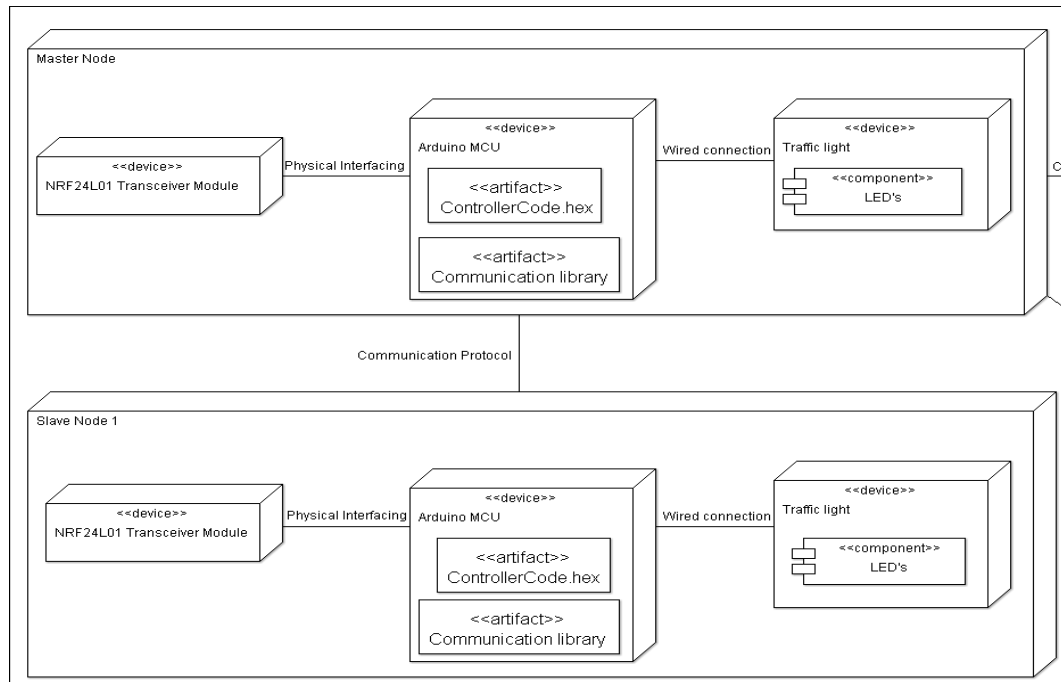 Master Node
<<device>>
NRF24L01 Transceiver Module
Physical Interfacing
<<device>>
Arduino MCU
<<artifact>>
ControllerCode.hex
<<artifact>>
Communication library
Wired connection
<<device>>
Traffic light
<<component>>
LED's
C
Communication Protocol
Slave Node 1
<<device>>
NRF24L01 Transceiver Module
Physical Interfacing
<<device>>
Arduino MCU
<<artifact>>
ControllerCode.hex
<<artifact>>
Communication library
Wired connection
<<device>>
Traffic light
<<component>>
LED's